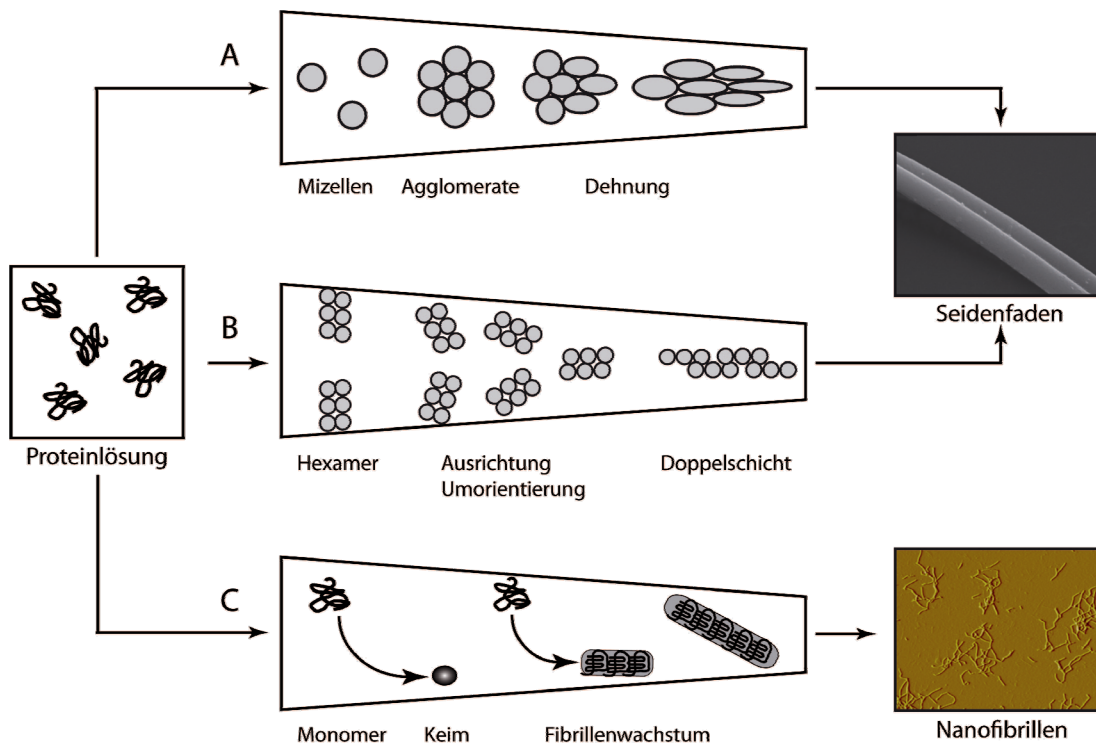 A
Mizellen
Agglomerate
Dehnung
Seidenfaden
Proteinlösung
B
Hexamer
Ausrichtung
Umorientierung
Doppelschicht
C
Monomer
Keim
Fibrillenwachstum
Nanofibrillen